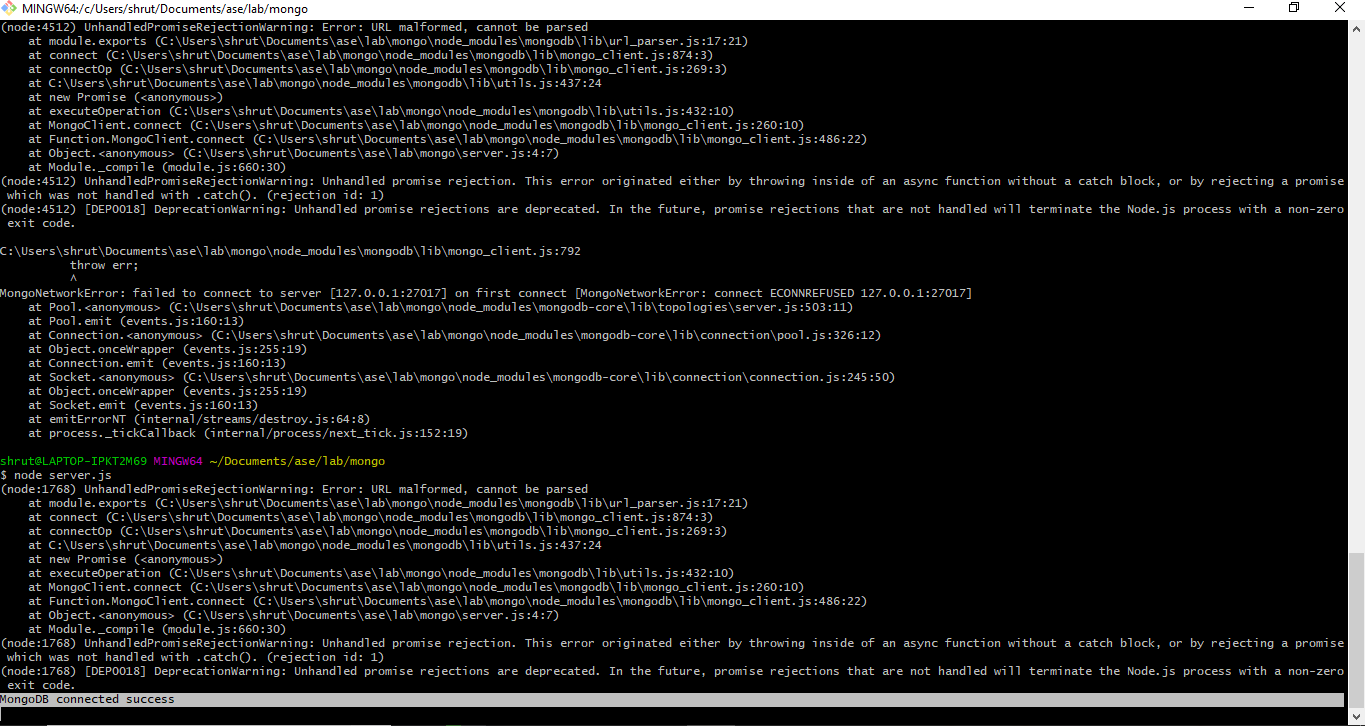 MINGW64:/c/Users/shrut/Documents/ase/lab/mongo
(node:4512) UnhandledPromiseRejectionWarning: Error: URL malformed, cannot be parsed
    at module.exports (C:\Users\shrut\Documents\ase\lab\mongo\node_modules\mongodb\lib\url_parser.js:17:21)
    at connect (C:\Users\shrut\Documents\ase\lab\mongo\node_modules\mongodb\lib\mongo_client.js:874:3)
    at connectOp (C:\Users\shrut\Documents\ase\lab\mongo\node_modules\mongodb\lib\mongo_client.js:269:3)
    at C:\Users\shrut\Documents\ase\lab\mongo\node_modules\mongodb\lib\utils.js:437:24
    at new Promise (<anonymous>)
    at executeOperation (C:\Users\shrut\Documents\ase\lab\mongo\node_modules\mongodb\lib\utils.js:432:10)
    at MongoClient.connect (C:\Users\shrut\Documents\ase\lab\mongo\node_modules\mongodb\lib\mongo_client.js:260:10)
    at Function.MongoClient.connect (C:\Users\shrut\Documents\ase\lab\mongo\node_modules\mongodb\lib\mongo_client.js:486:22)
    at Object.<anonymous> (C:\Users\shrut\Documents\ase\lab\mongo\server.js:4:7)
    at Module._compile (module.js:660:30)
(node:4512) UnhandledPromiseRejectionWarning: Unhandled promise rejection. This error originated either by throwing inside of an async function without a catch block, or by rejecting a promise
 which was not handled with .catch(). (rejection id: 1)
(node:4512) [DEP0018] DeprecationWarning: Unhandled promise rejections are deprecated. In the future, promise rejections that are not handled will terminate the Node.js process with a non-zero
 exit code.
C:\Users\shrut\Documents\ase\lab\mongo\node_modules\mongodb\lib\mongo_client.js:792
          throw err;
          ^
MongoNetworkError: failed to connect to server [127.0.0.1:27017] on first connect [MongoNetworkError: connect ECONNREFUSED 127.0.0.1:27017]
    at Pool.<anonymous> (C:\Users\shrut\Documents\ase\lab\mongo\node_modules\mongodb-core\lib\topologies\server.js:503:11)
    at Pool.emit (events.js:160:13)
    at Connection.<anonymous> (C:\Users\shrut\Documents\ase\lab\mongo\node_modules\mongodb-core\lib\connection\pool.js:326:12)
    at Object.onceWrapper (events.js:255:19)
    at Connection.emit (events.js:160:13)
    at Socket.<anonymous> (C:\Users\shrut\Documents\ase\lab\mongo\node_modules\mongodb-core\lib\connection\connection.js:245:50)
    at Object.onceWrapper (events.js:255:19)
    at Socket.emit (events.js:160:13)
    at emitErrorNT (internal/streams/destroy.js:64:8)
    at process._tickCallback (internal/process/next_tick.js:152:19)
shrut@LAPTOP-IPKT2M69 MINGW64 ~/Documents/ase/lab/mongo
$ node server.js
(node:1768) UnhandledPromiseRejectionWarning: Error: URL malformed, cannot be parsed
    at module.exports (C:\Users\shrut\Documents\ase\lab\mongo\node_modules\mongodb\lib\url_parser.js:17:21)
    at connect (C:\Users\shrut\Documents\ase\lab\mongo\node_modules\mongodb\lib\mongo_client.js:874:3)
    at connectOp (C:\Users\shrut\Documents\ase\lab\mongo\node_modules\mongodb\lib\mongo_client.js:269:3)
    at C:\Users\shrut\Documents\ase\lab\mongo\node_modules\mongodb\lib\utils.js:437:24
    at new Promise (<anonymous>)
    at executeOperation (C:\Users\shrut\Documents\ase\lab\mongo\node_modules\mongodb\lib\utils.js:432:10)
    at MongoClient.connect (C:\Users\shrut\Documents\ase\lab\mongo\node_modules\mongodb\lib\mongo_client.js:260:10)
    at Function.MongoClient.connect (C:\Users\shrut\Documents\ase\lab\mongo\node_modules\mongodb\lib\mongo_client.js:486:22)
    at Object.<anonymous> (C:\Users\shrut\Documents\ase\lab\mongo\server.js:4:7)
    at Module._compile (module.js:660:30)
(node:1768) UnhandledPromiseRejectionWarning: Unhandled promise rejection. This error originated either by throwing inside of an async function without a catch block, or by rejecting a promise
 which was not handled with .catch(). (rejection id: 1)
(node:1768) [DEP0018] DeprecationWarning: Unhandled promise rejections are deprecated. In the future, promise rejections that are not handled will terminate the Node.js process with a non-zero
 exit code.
MongoDB connected success